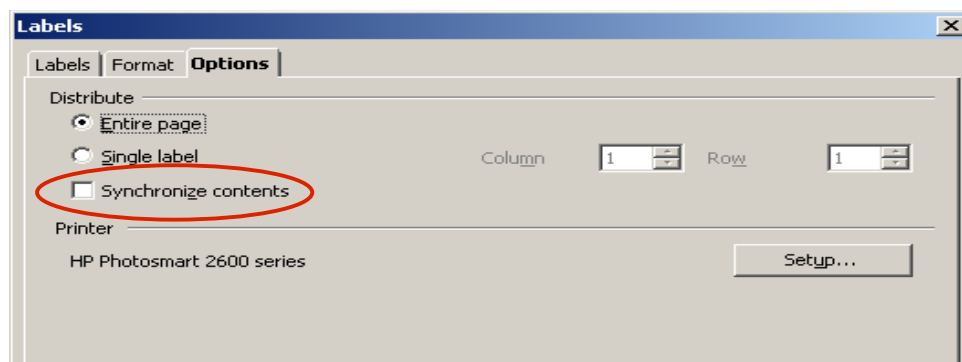 Labels
Labels Format Options
Distribute
Entire page
Single label Column 1 Row 1
Synchronize contents
Printer
HP Photosmart 2600 series Setup...